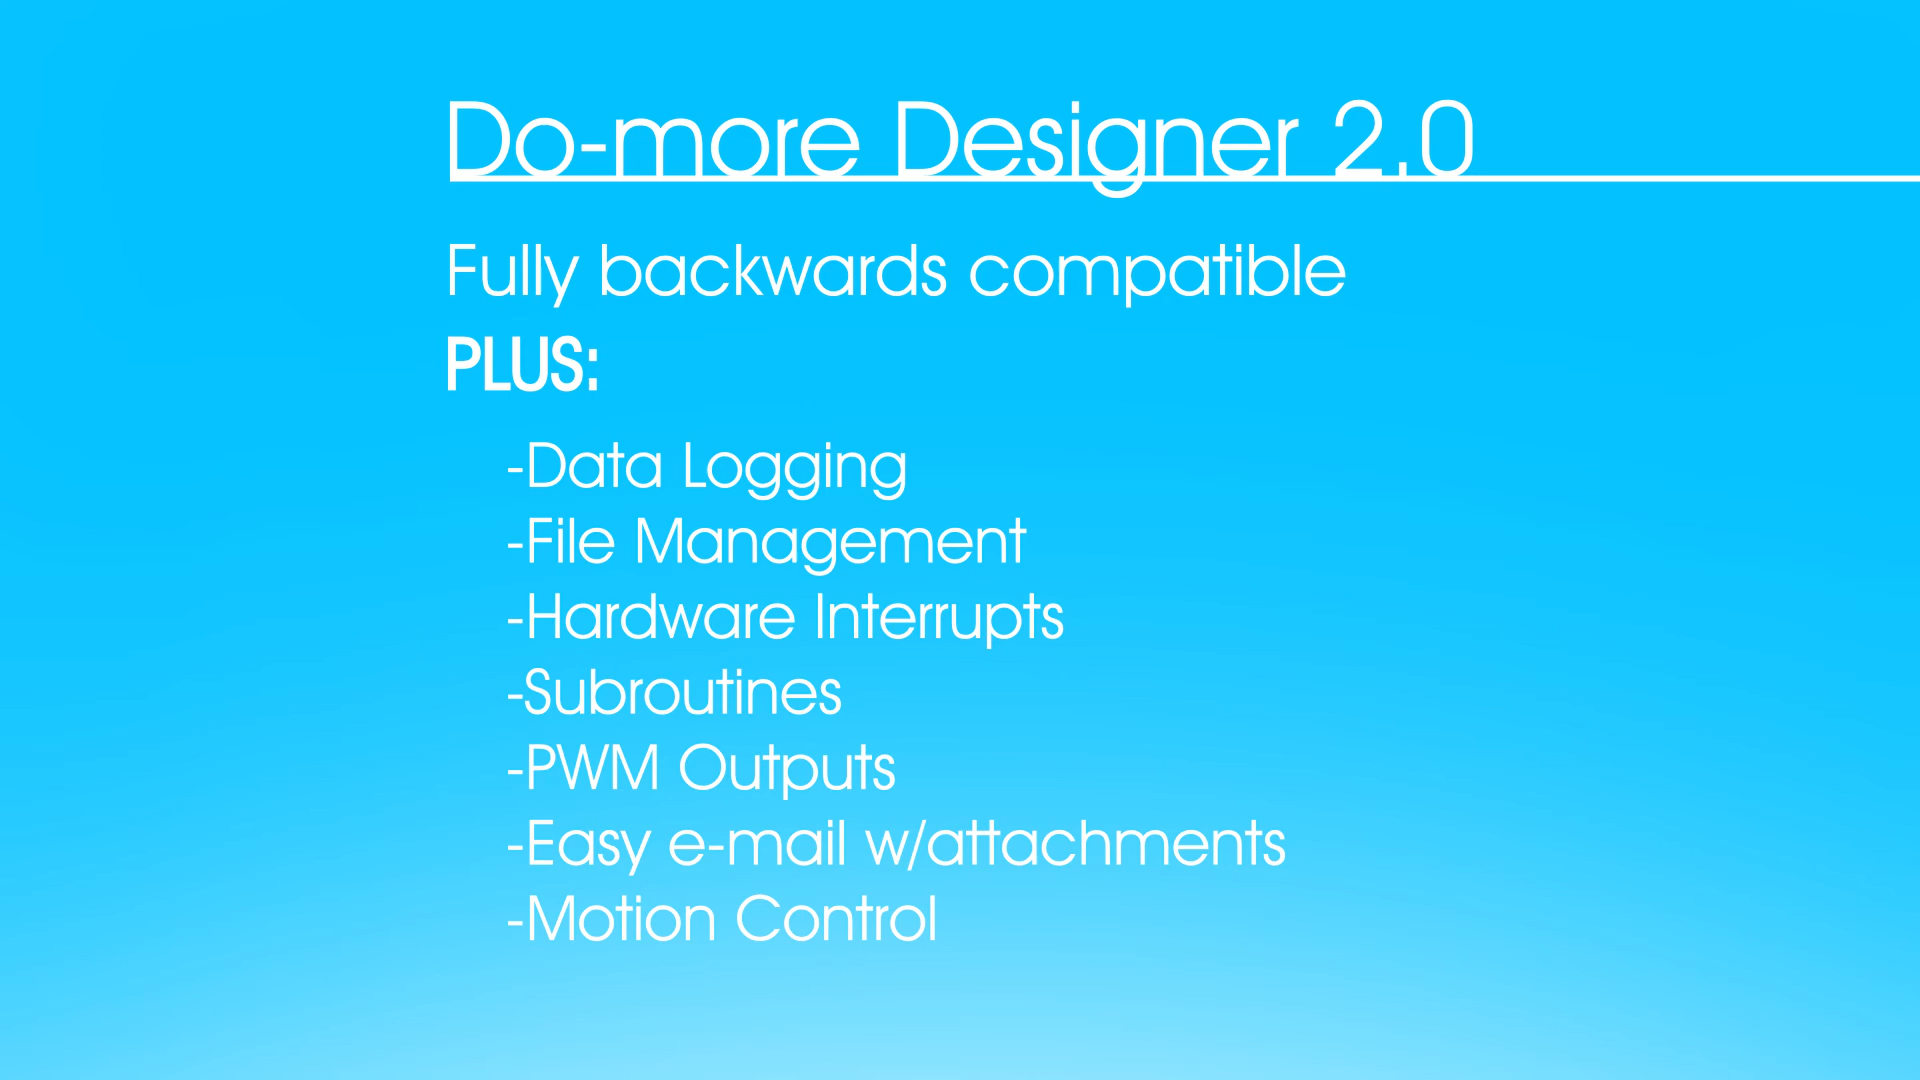 Do-more Designer 2.0
Fully backwards compatible
PLUS:
-Data Logging
-File Management
-Hardware Interrupts
-Subroutines
-PWM Outputs
-Easy e-mail w/attachments
-Motion Control